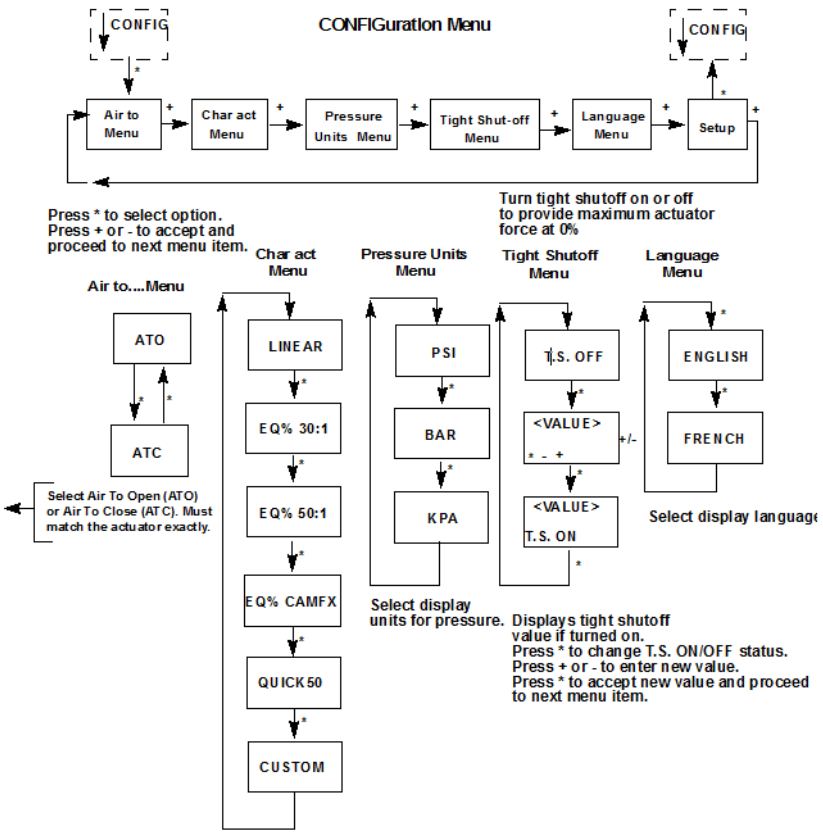 CONFIG
CONFIGuration Menu
CONFIG
*
*
Air to
Menu
+
Char act
Menu
+
Pressure
Units Menu
+
Tight Shut-off
Menu
+
Language
Menu
+
Setup
+
Press * to select option.
Press + or - to accept and
proceed to next menu item.
Turn tight shutoff on or off
to provide maximum actuator
force at 0%
Air to....Menu
ATO
*
*
ATC
Select Air To Open (ATO)
or Air To Close (ATC). Must
match the actuator exactly.
Char act
Menu
LINEAR
*
EQ% 30:1
*
EQ% 50:1
*
EQ% CAMFX
*
QUICK50
*
CUSTOM
Pressure Units
Menu
PSI
*
BAR
*
KPA
Select display
units for pressure.
Tight Shutoff
Menu
T.S. OFF
*
<VALUE>
* - +
+/-
*
<VALUE>
T.S. ON
*
Displays tight shutoff
value if turned on.
Press * to change T.S. ON/OFF status.
Press + or - to enter new value.
Press * to accept new value and proceed
to next menu item.
Language
Menu
*
ENGLISH
*
FRENCH
Select display language